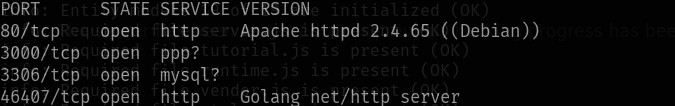 PORT      STATE SERVICE VERSION
80/tcp    open  http    Apache httpd 2.4.65 ((Debian))
3000/tcp  open  ppp?
3306/tcp  open  mysql?
46407/tcp open  http    Golang net/http server